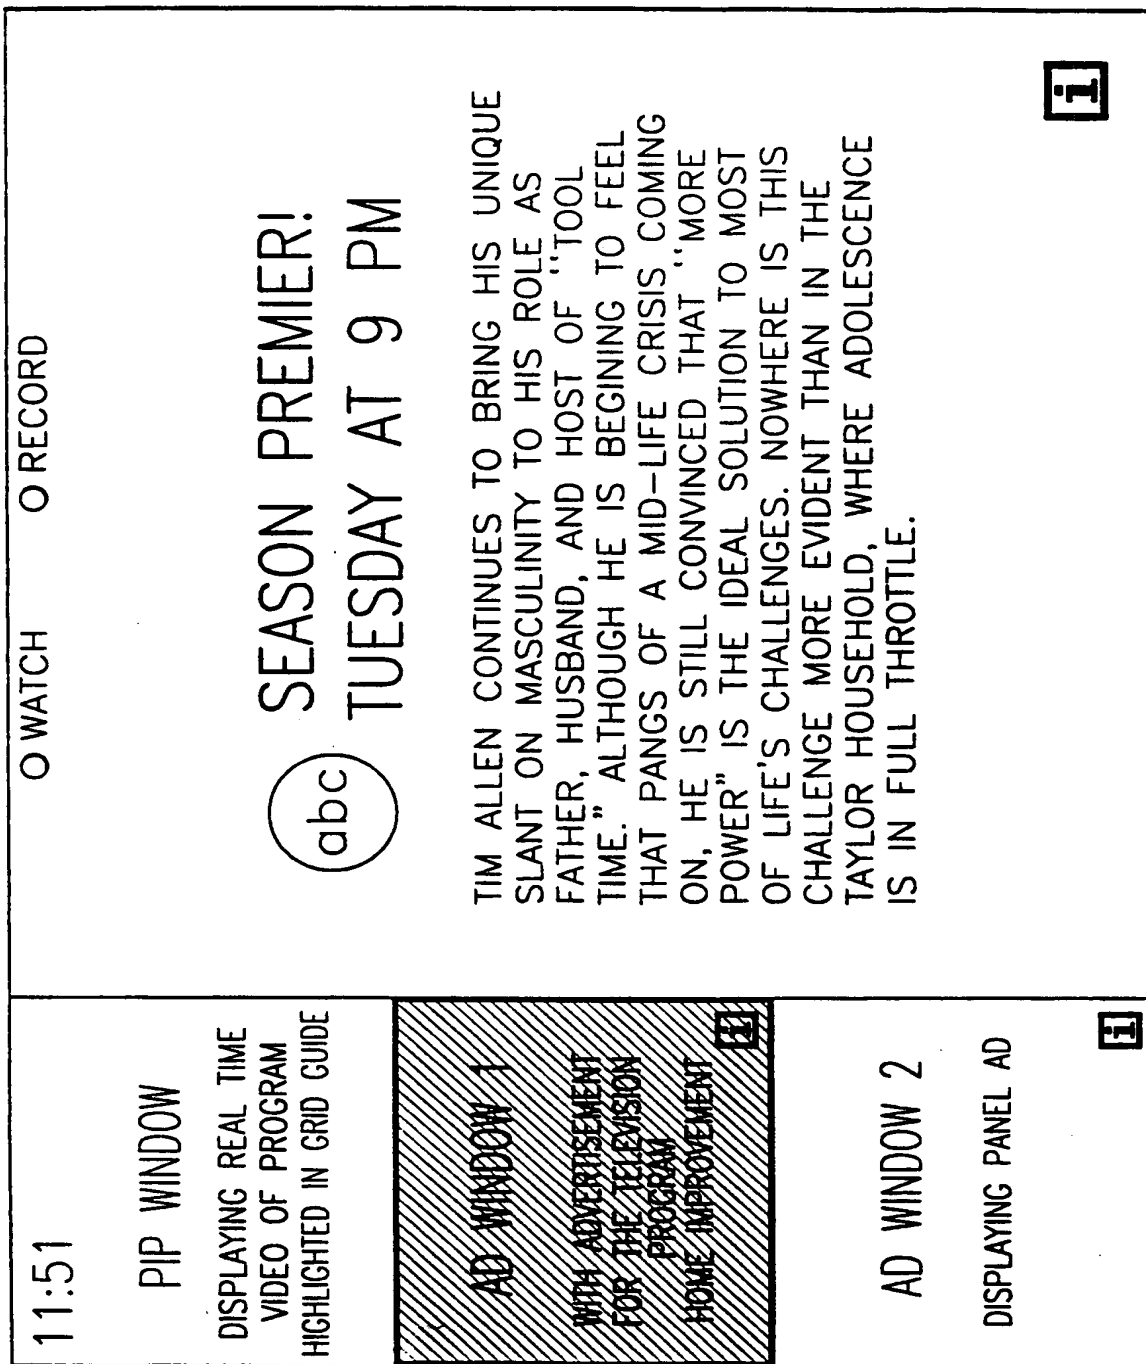 11:51
PIP WINDOW
DISPLAYING REAL TIME
VIDEO OF PROGRAM
HIGHLIGHTED IN GRID GUIDE
AD WINDOW 1
WITH ADVERTISEMENT
FOR THE TELEVISION
PROGRAM
HOME IMPROVEMENT
i
AD WINDOW 2
DISPLAYING PANEL AD
i
O WATCH O RECORD
abc
SEASON PREMIER!
TUESDAY AT 9 PM
TIM ALLEN CONTINUES TO BRING HIS UNIQUE
SLANT ON MASCULINITY TO HIS ROLE AS
FATHER, HUSBAND, AND HOST OF "TOOL
TIME." ALTHOUGH HE IS BEGINING TO FEEL
THAT PANGS OF A MID-LIFE CRISIS COMING
ON, HE IS STILL CONVINCED THAT "MORE
POWER" IS THE IDEAL SOLUTION TO MOST
OF LIFE'S CHALLENGES. NOWHERE IS THIS
CHALLENGE MORE EVIDENT THAN IN THE
TAYLOR HOUSEHOLD, WHERE ADOLESCENCE
IS IN FULL THROTTLE.
i